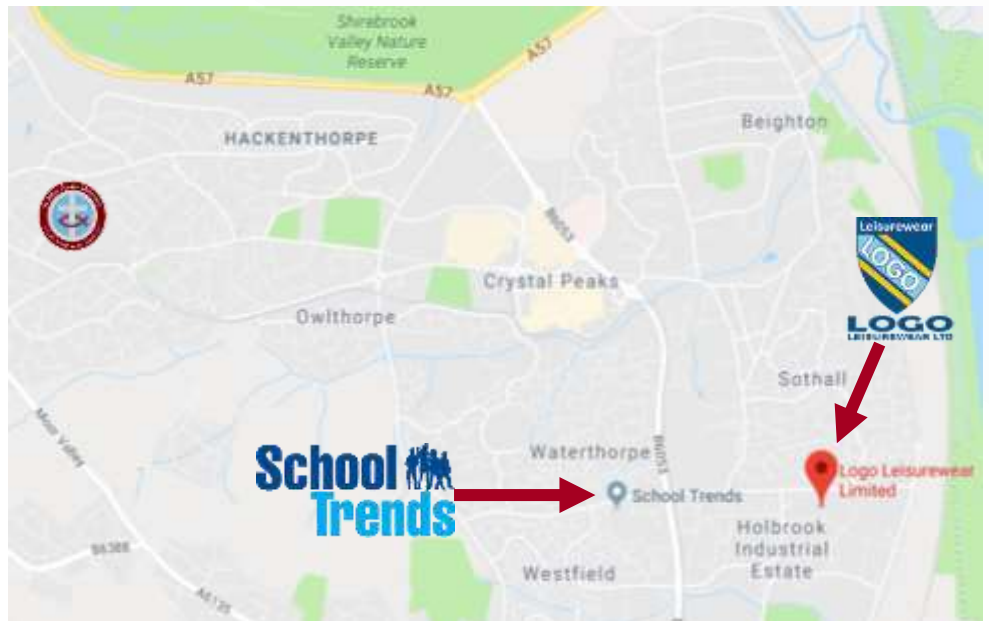 Shirebrook
Valley Nature
Reserve
A57
A57
A57
HACKENTHORPE
Beighton
B6053
Leisurewear
LOGO
LOGO
LEISUREWEAR LTD
Crystal Peaks
Owlthorpe
Sothall
Moss Valley
School
Trends
Waterthorpe
B6053
School Trends
Logo Leisurewear
Limited
Holbrook
Industrial
Estate
Westfield
B6388
A6135